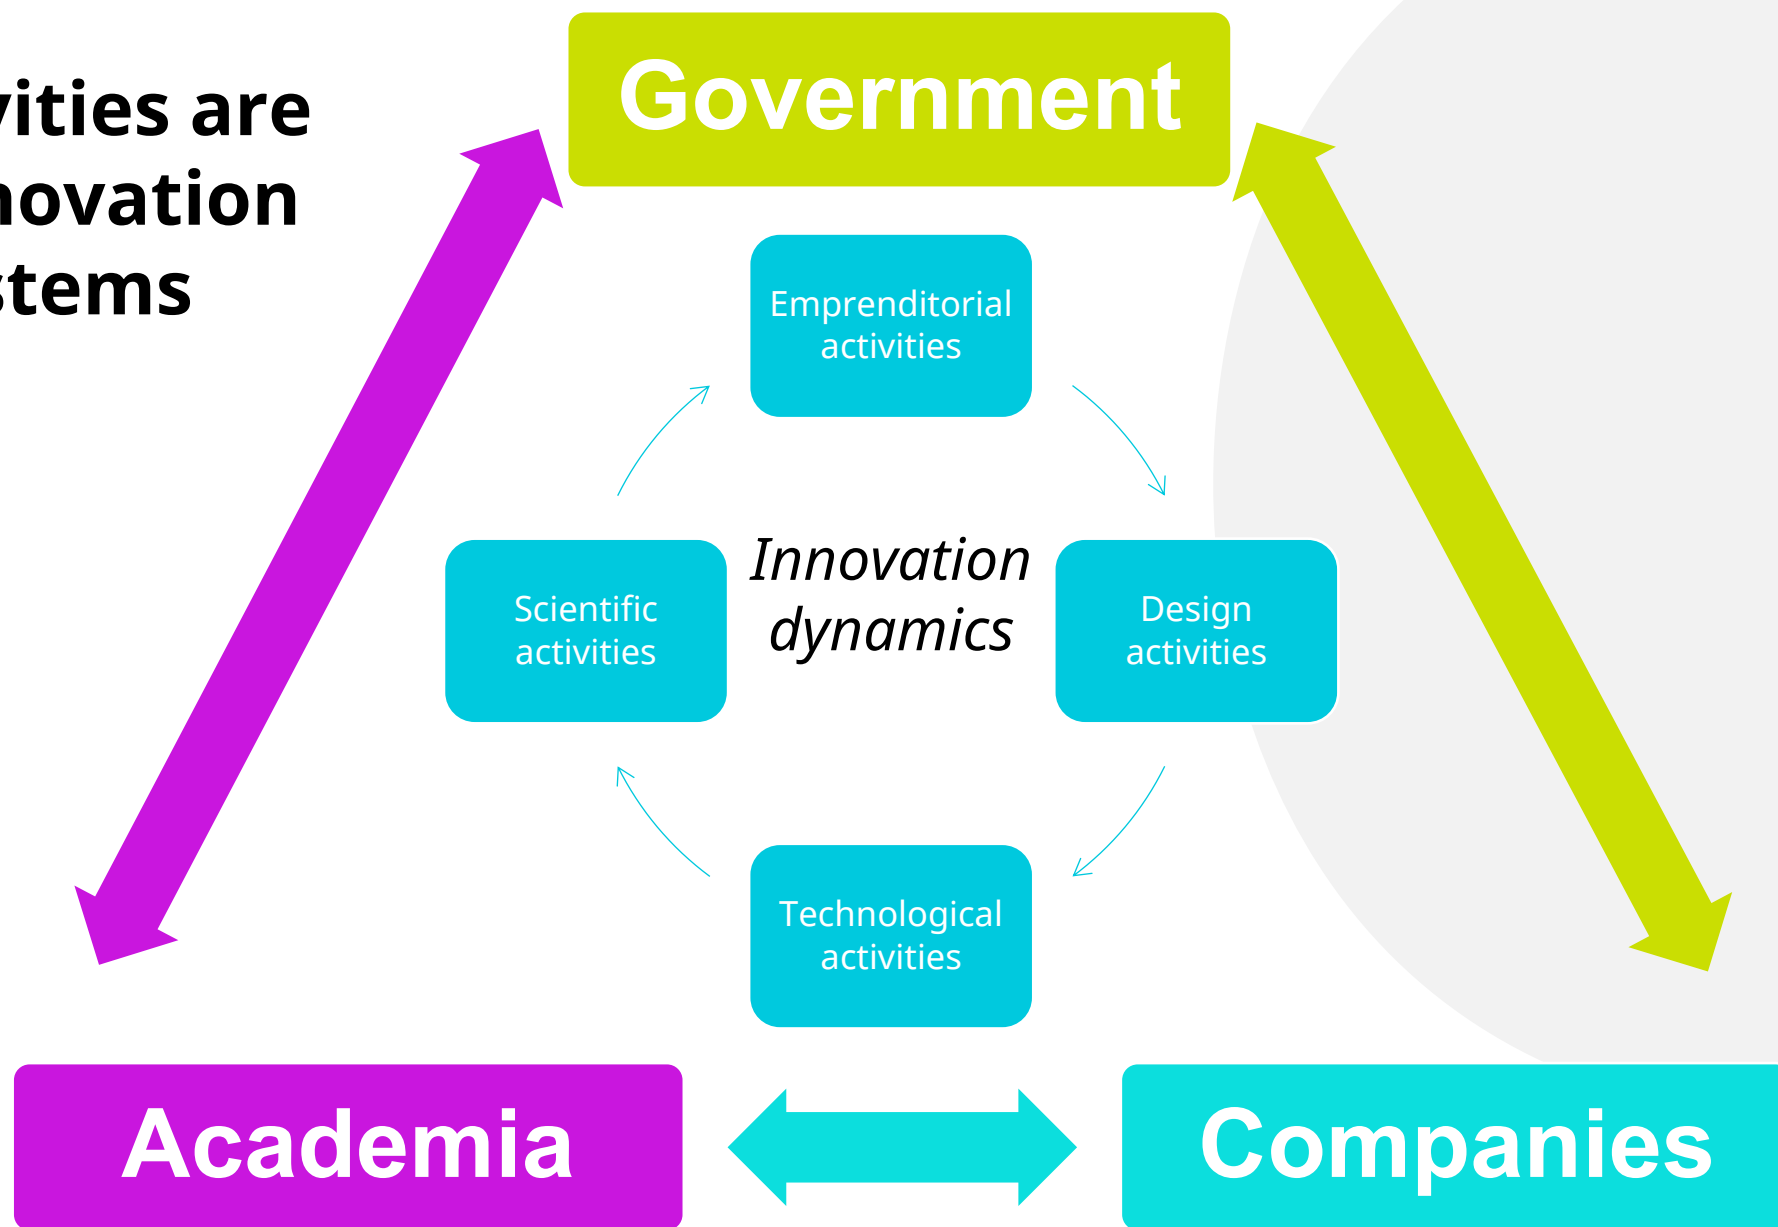 Government
vities are
novation
stems
Emprenditorial
activities
Innovation
dynamics
Scientific
activities
Design
activities
Technological
activities
Academia
Companies